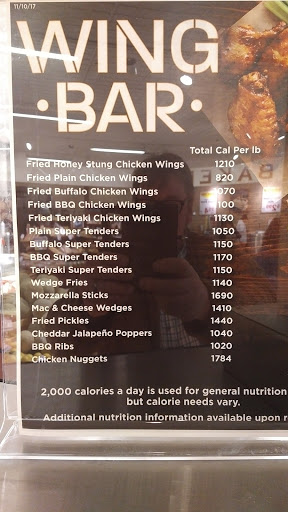 11/10/17
WING
·BAR·
Total Cal Per lb
Fried Honey Stung Chicken Wings 1210
Fried Plain Chicken Wings 820
Fried Buffalo Chicken Wings 1070
Fried BBQ Chicken Wings 1100
Fried Teriyaki Chicken Wings 1130
Plain Super Tenders 1050
Buffalo Super Tenders 1150
BBQ Super Tenders 1170
Teriyaki Super Tenders 1150
Wedge Fries 1140
Mozzarella Sticks 1690
Mac & Cheese Wedges 1410
Fried Pickles 1440
Cheddar Jalapeño Poppers 1040
BBQ Ribs 1020
Chicken Nuggets 1784
2,000 calories a day is used for general nutrition
but calorie needs vary.
Additional nutrition information available upon r